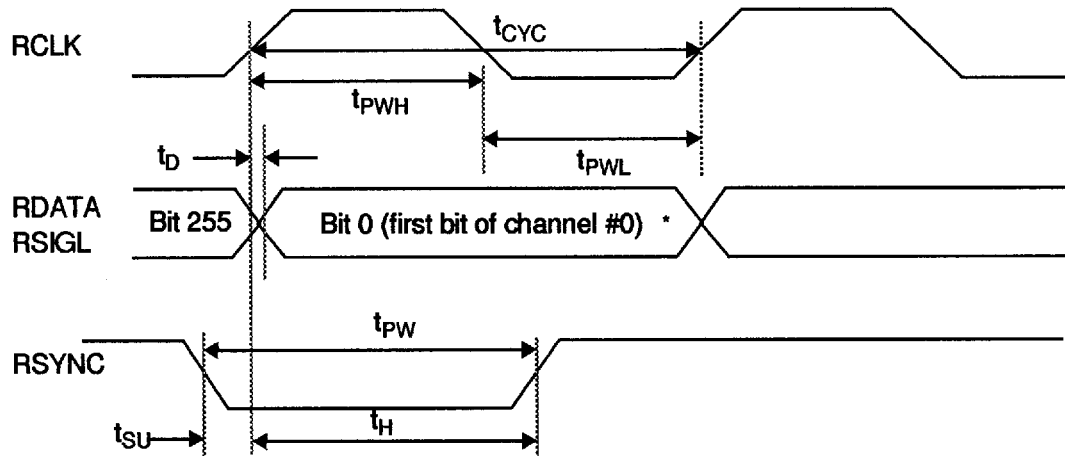 RCLK
tCYC
tPWH
tD
tPWL
RDATA
RSIGL
Bit 255
Bit 0 (first bit of channel #0) *
tPW
RSYNC
tH
tSU